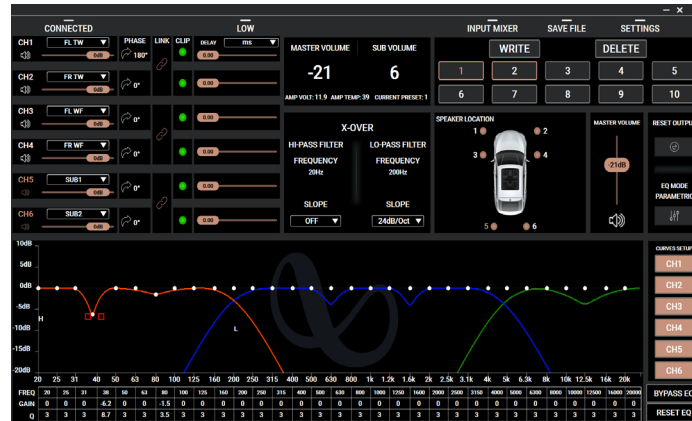 CONNECTED LOW INPUT MIXER SAVE FILE SETTINGS
PHASE LINK CLIP DELAY ms
CH1 FL TW 0dB 180° 0.00
CH2 FR TW 0dB 0° 0.00
CH3 FL WF 0dB 0° 0.00
CH4 FR WF 0dB 0°
CH5 SUB1 0dB 0° 0.00
CH6 SUB2 0dB 0°
MASTER VOLUME SUB VOLUME
-21 6
AMP VOLT: 11.9 AMP TEMP: 39 CURRENT PRESET: 1
WRITE DELETE
1 2 3 4 5
6 7 8 9 10
X-OVER
HI-PASS FILTER LO-PASS FILTER
FREQUENCY FREQUENCY
20Hz 200Hz
SLOPE SLOPE
OFF 24dB/Oct
SPEAKER LOCATION
1 2
3 4
5 6
MASTER VOLUME
-21dB
RESET OUTPU
EQ MODE
PARAMETRIC
10dB
5dB
0dB
-5dB
H
-10dB
L
-15dB
-20dB
20 25 31 40 50 63 80 100 125 160 200 250 315 400 500 630 800 1k 1.2k 1.6k 2k 2.5k 3.1k 4k 5k 6.3k 8k 10k 12.5k 16k 20k
FREQ 20 25 31 38 50 63 80 100 125 160 200 250 315 400 500 630 800 1000 1200 1600 2000 2500 3150 4000 5000 6300 8000 10000 12500 16000 20000
GAIN 0 0 0 -6.2 0 0 -1.5 0 0 0 0 0 0 0 0 0 0 0 0 0 0 0 0 0 0 0 0 0 0 0 0
Q 3 3 3 8.7 3 3 3.5 3 3 3 3 3 3 3 3 3 3 3 3 3 3 3 3 3 3 3 3 3 3 3 3
CURVES SETUP
CH1
CH2
CH3
CH4
CH5
CH6
BYPASS EQ
RESET EQ